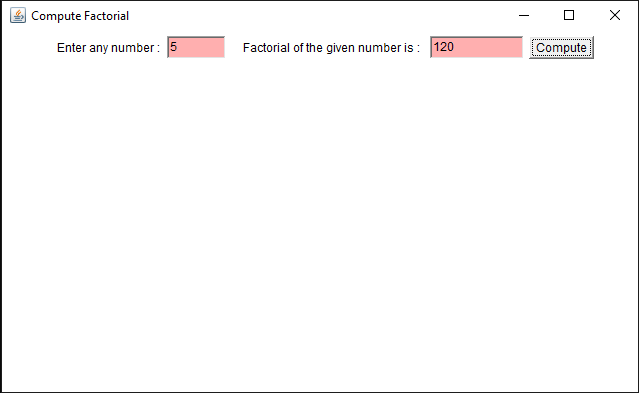 Compute Factorial
Enter any number : 5 Factorial of the given number is : 120 Compute